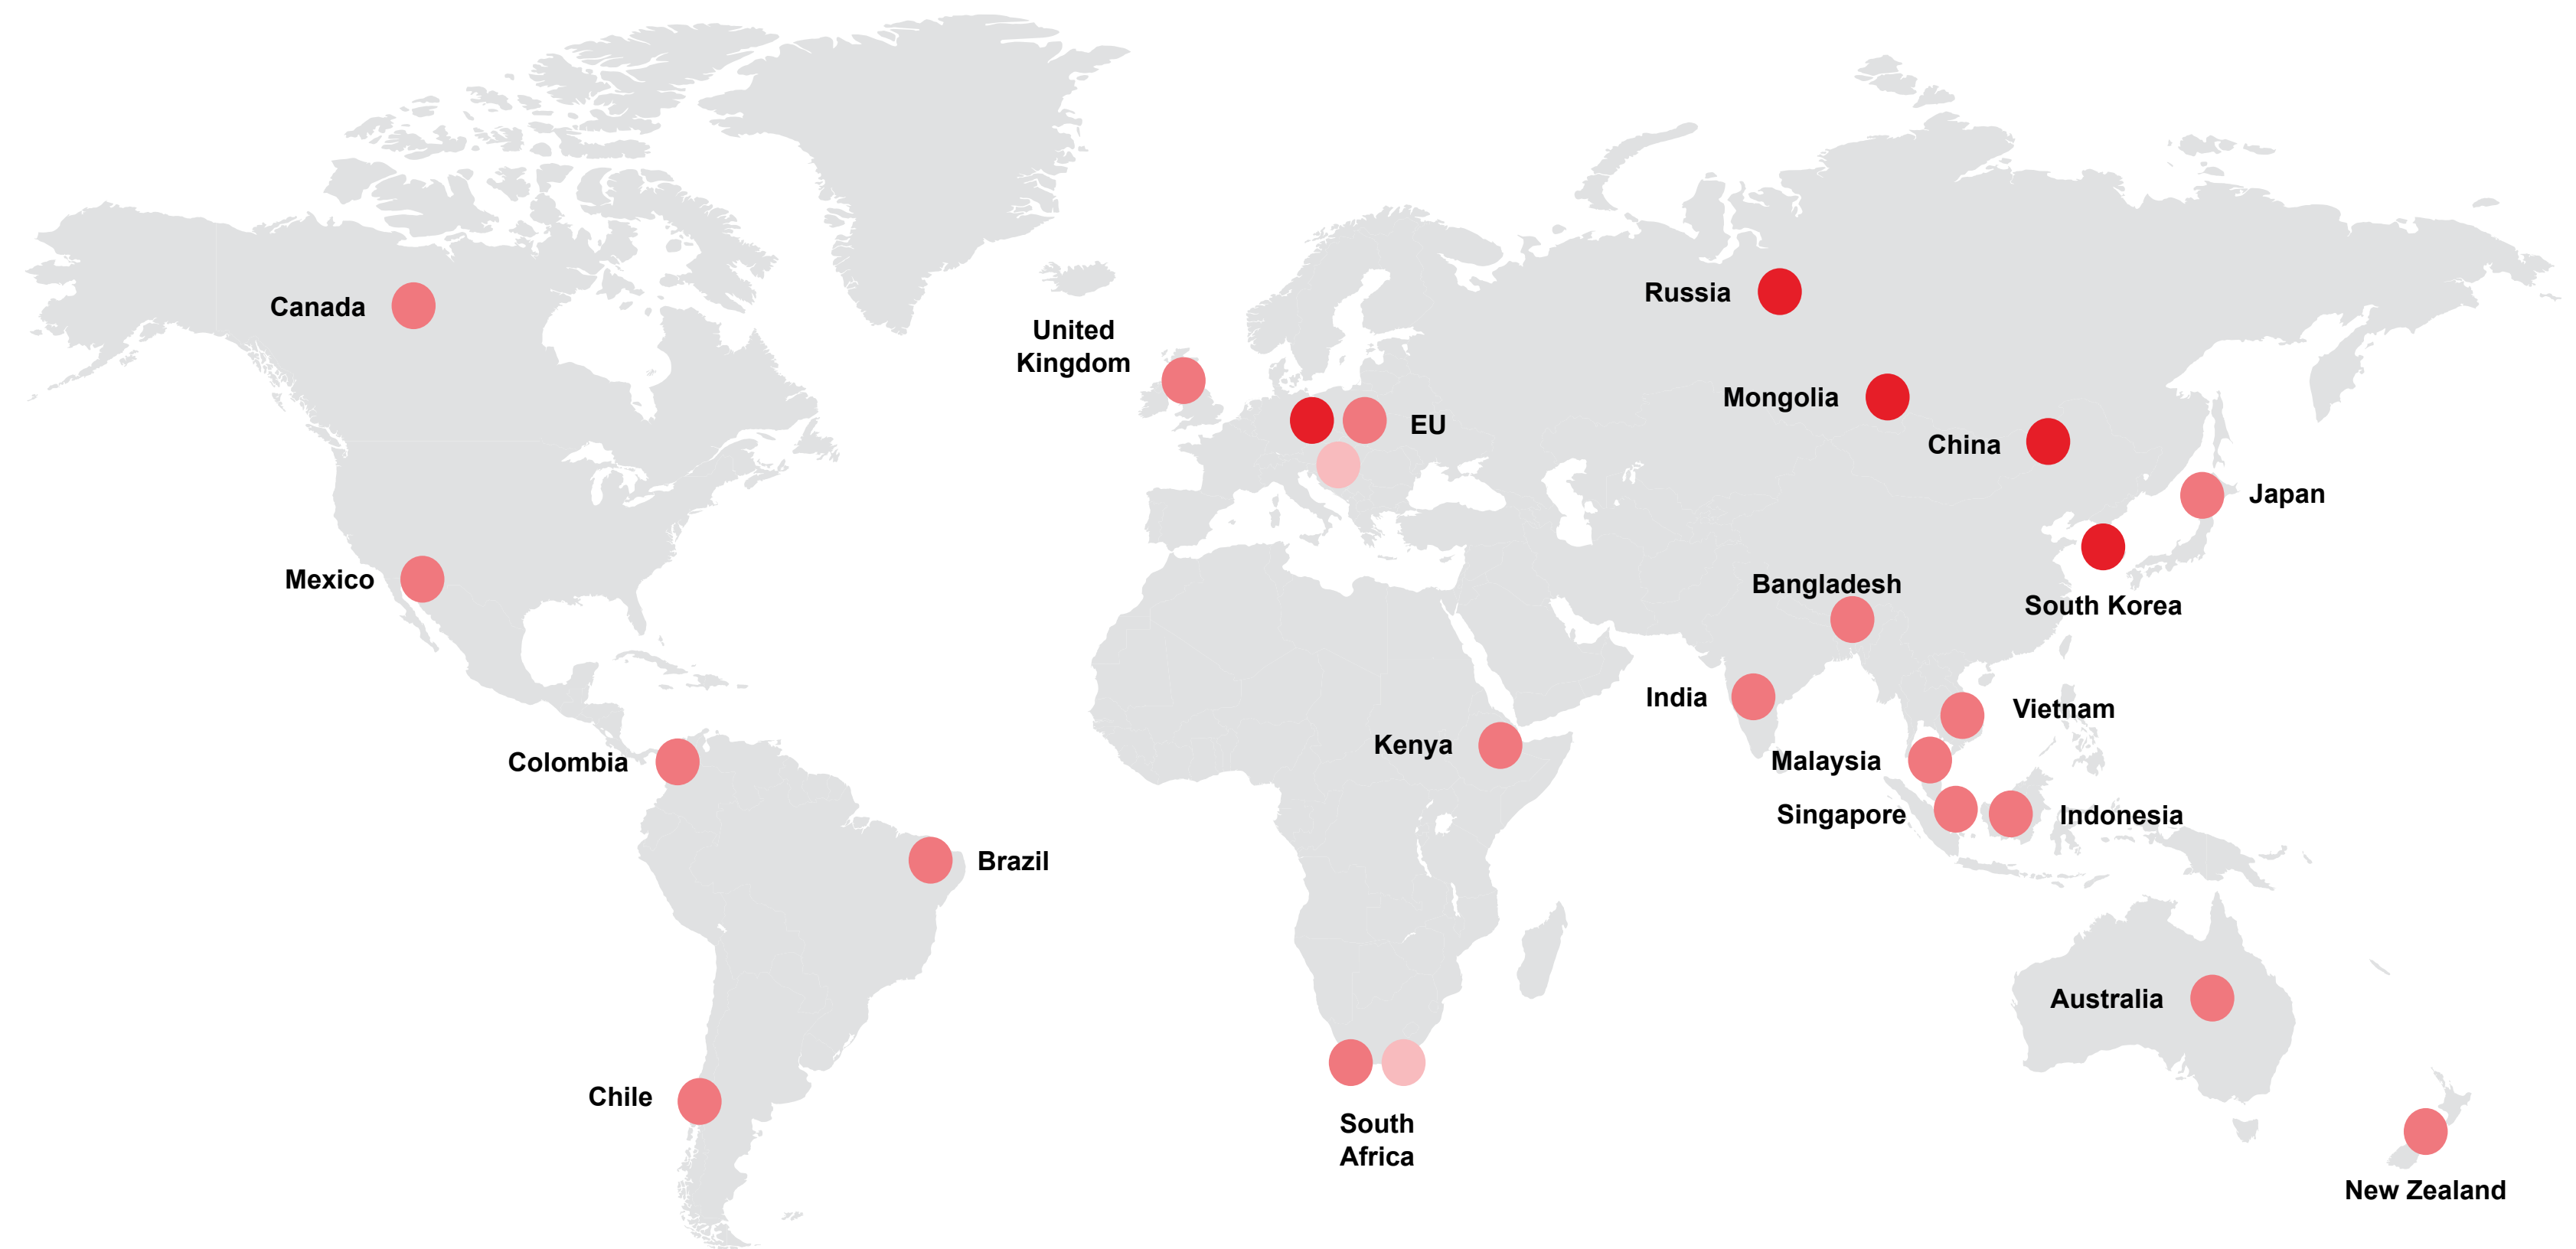 Canada
United
Kingdom
Russia
Mongolia
EU
China
Japan
Mexico
Bangladesh
South Korea
India
Vietnam
Kenya
Colombia
Malaysia
Singapore
Indonesia
Brazil
Australia
Chile
South
Africa
New Zealand